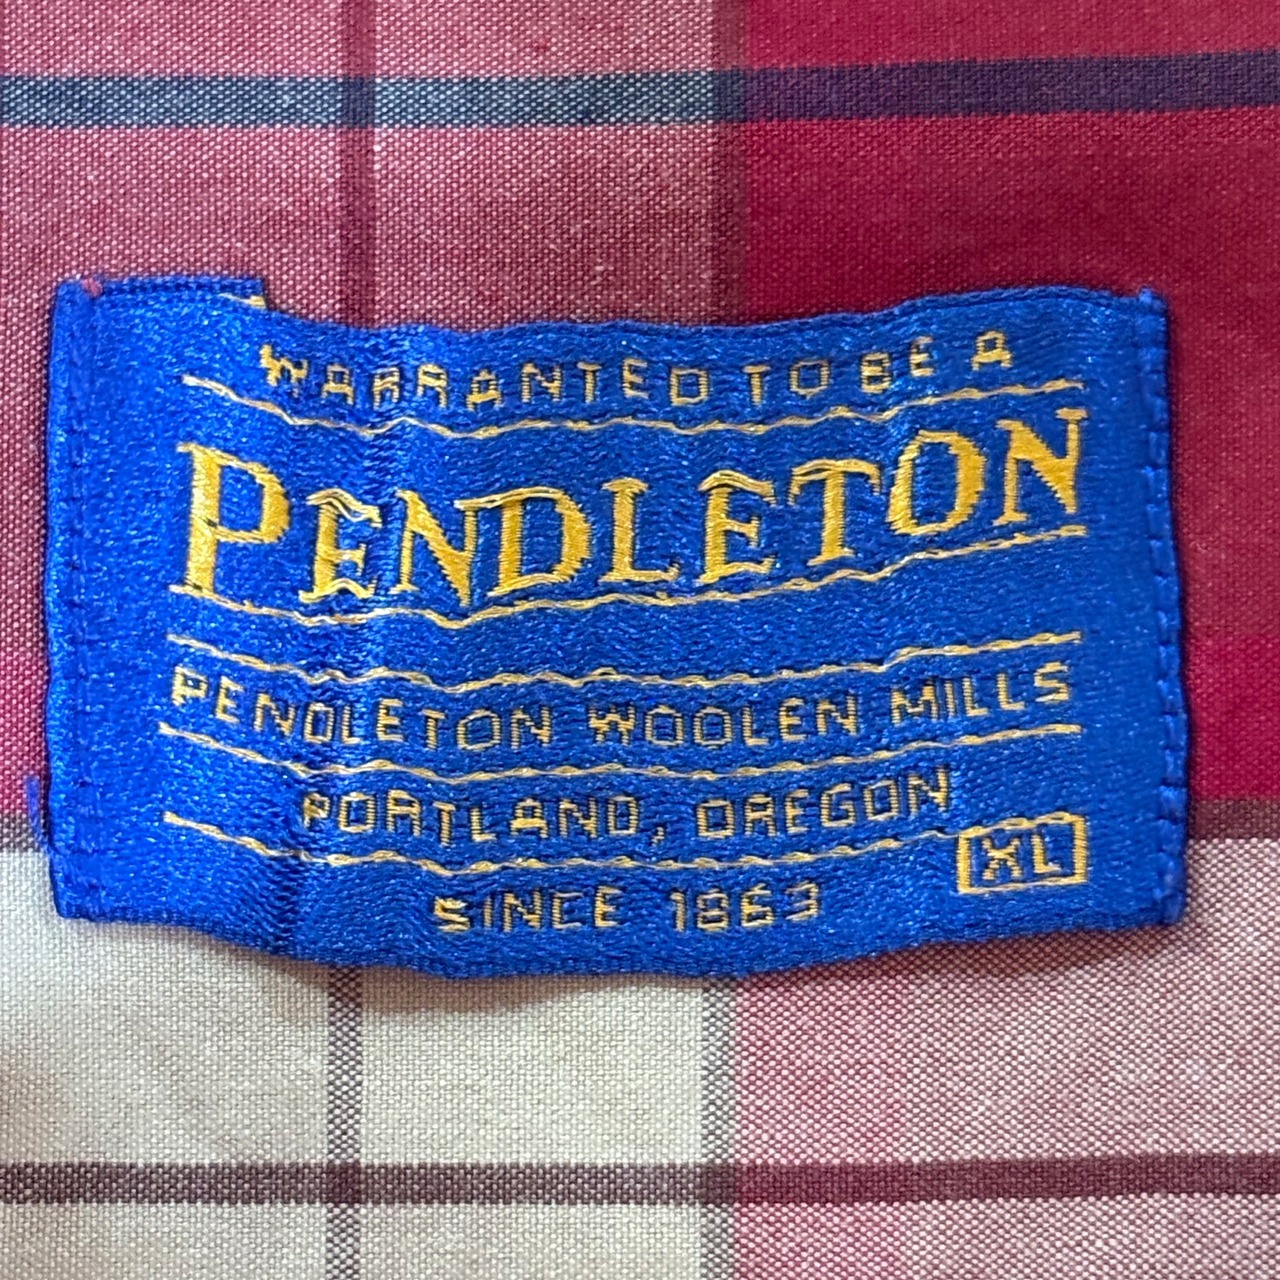 WARRANTED TO BE A
PENDLETON
PENDLETON WOOLEN MILLS
PORTLAND, OREGON
XL
SINCE 1863